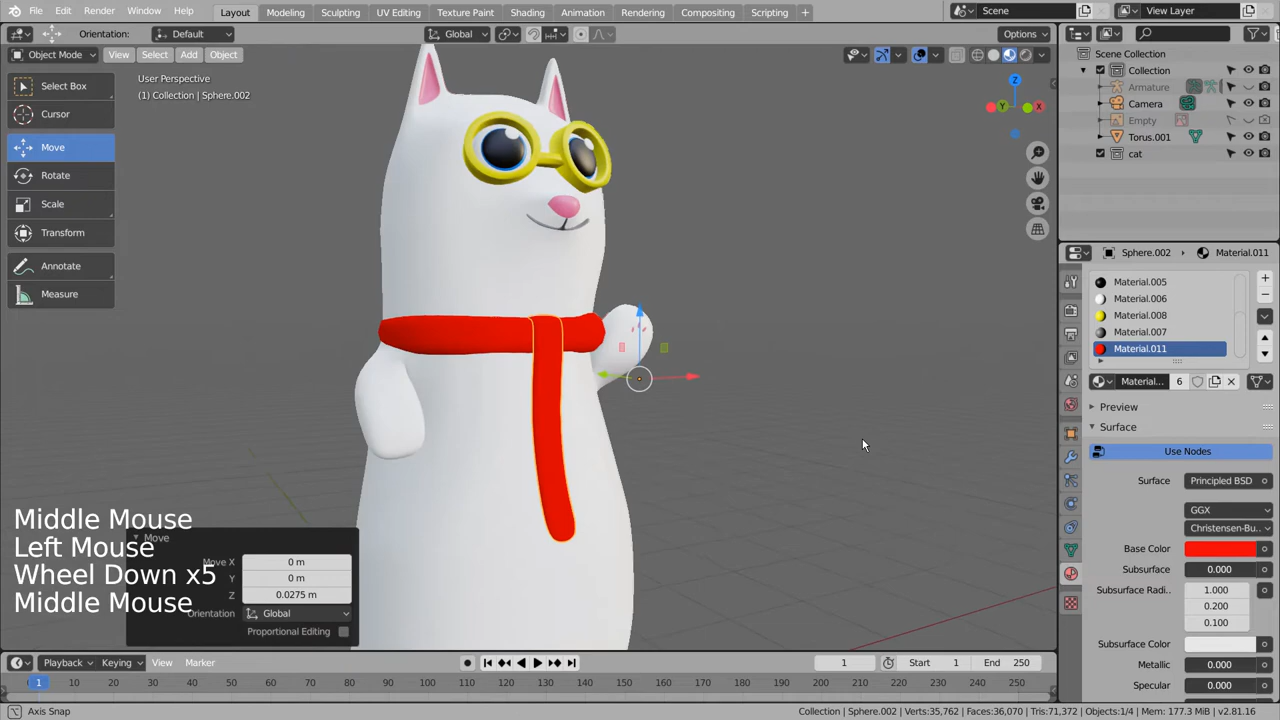 File Edit Render Window Help Layout Modeling Sculpting UV Editing Texture Paint Shading Animation Rendering Compositing Scripting + Scene View Layer
Orientation: Default Global Options
Object Mode View Select Add Object
User Perspective
(1) Collection | Sphere.002
Select Box
Cursor
Move
Rotate
Scale
Transform
Annotate
Measure
Z
Y
X
Scene Collection
Collection
Armature
Camera
Empty
Torus.001
cat
Sphere.002 Material.011
Material.005
Material.006
Material.008
Material.007
Material.011
Material... 6
Preview
Surface
Use Nodes
Surface Principled BSD
GGX
Christensen-Bu..
Base Color
Subsurface 0.000
Subsurface Radi.. 1.000
0.200
0.100
Subsurface Color
Metallic 0.000
Specular 0.000
Middle Mouse
Left Mouse
Wheel Down x5
Middle Mouse
Move
Move X 0 m
Y 0 m
Z 0.0275 m
Orientation Global
Proportional Editing
Playback Keying View Marker 1 Start 1 End 250
1 10 20 30 40 50 60 70 80 90 100 110 120 130 140 150 160 170 180 190 200 210 220 230 240 250
Axis Snap Collection | Sphere.002 | Verts:35,762 | Faces:36,070 | Tris:71,372 | Objects:1/4 | Mem: 177.3 MiB | v2.81.16